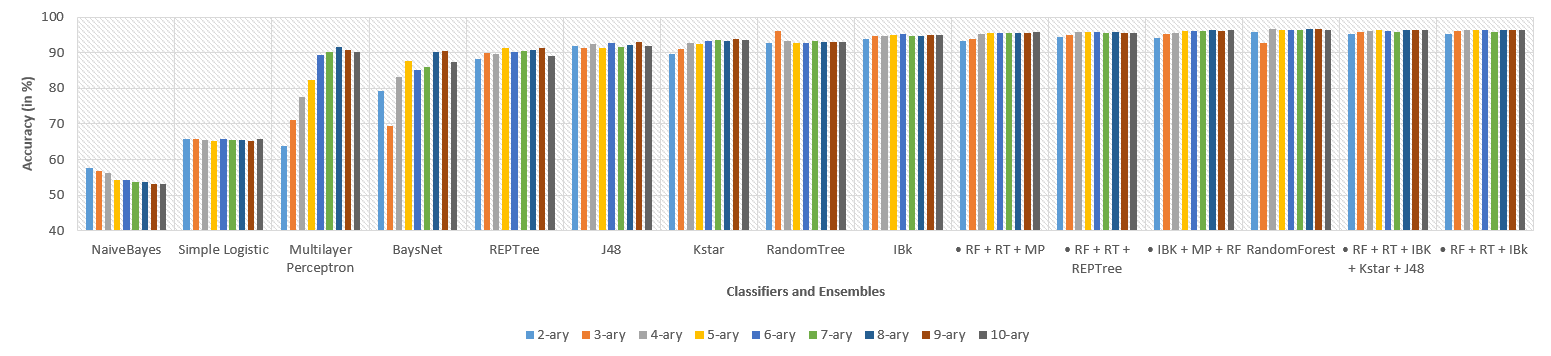 100
90
80
70
60
50
40
Accuracy (in %)
NaiveBayes
Simple Logistic
Multilayer
Perceptron
BaysNet
REPTree
J48
Kstar
RandomTree
IBk
• RF + RT + MP
• RF + RT +
REPTree
• IBK + MP + RF
RandomForest
• RF + RT + IBK
+ Kstar + J48
• RF + RT + IBk
Classifiers and Ensembles
2-ary 3-ary 4-ary 5-ary 6-ary 7-ary 8-ary 9-ary 10-ary